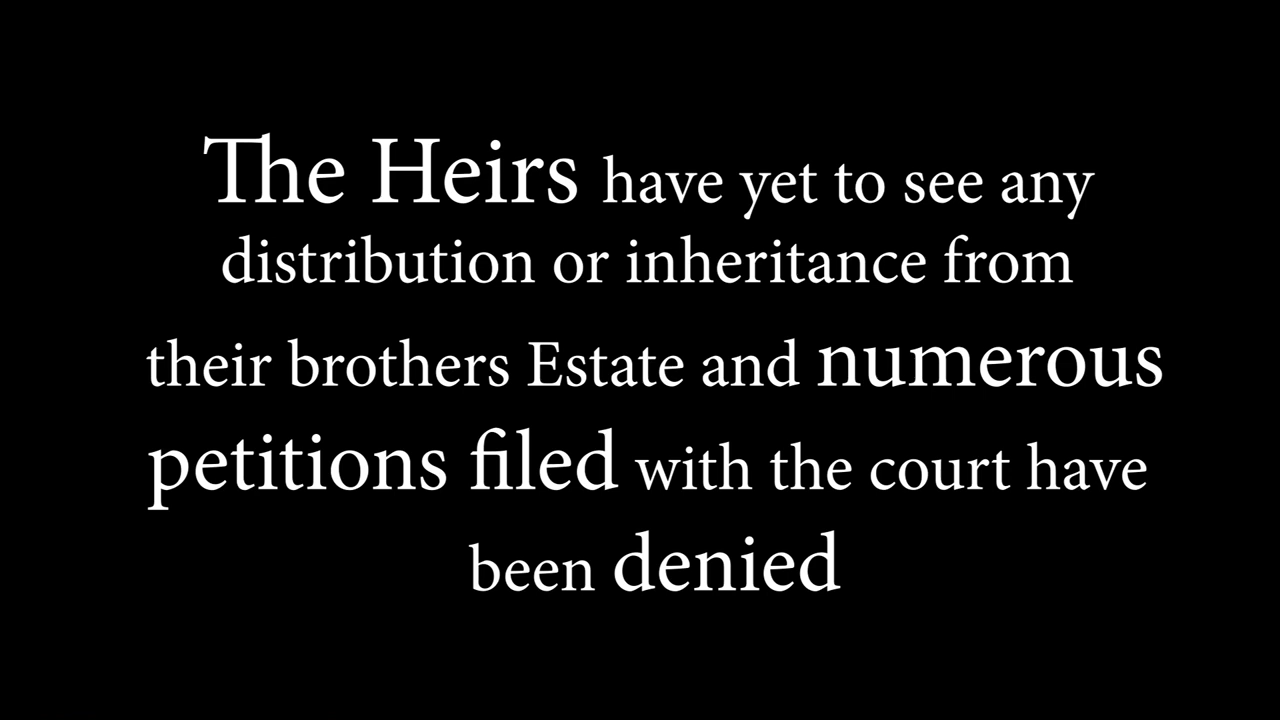 The Heirs have yet to see any
distribution or inheritance from
their brothers Estate and numerous
petitions filed with the court have
been denied